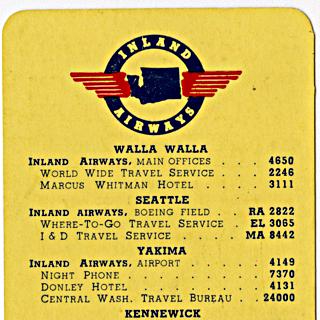 INLAND
AIRWAYS
WALLA WALLA
INLAND AIRWAYS, MAIN OFFICES . . . 4650
WORLD WIDE TRAVEL SERVICE . . . 2246
MARCUS WHITMAN HOTEL . . . . 3111
SEATTLE
INLAND AIRWAYS, BOEING FIELD . . RA 2822
WHERE-TO-GO TRAVEL SERVICE . EL 3065
I & D TRAVEL SERVICE . . . . . MA 8442
YAKIMA
INLAND AIRWAYS, AIRPORT . . . . . 4149
NIGHT PHONE . . . . . . . . 7370
DONLEY HOTEL . . . . . . . 4131
CENTRAL WASH. TRAVEL BUREAU . . 24000
KENNEWICK